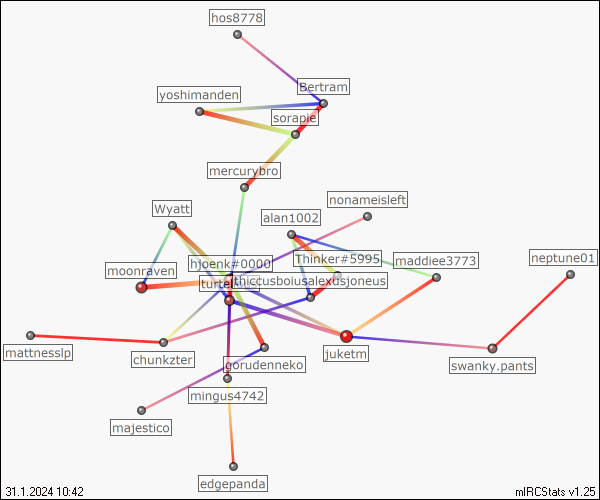 hos8778
Bertram
yoshimanden
sorapie
mercurybro
nonameisleft
Wyatt
alan1002
hjoenk#0000
Thinker#5995
maddiee3773
neptune01
moonraven
thiccusboiusalexusjoneus
mattnesslp
chunkzter
juketm
gorudenneko
swanky.pants
mingus4742
majestico
edgepanda
31.1.2024 10:42
mIRCStats v1.25